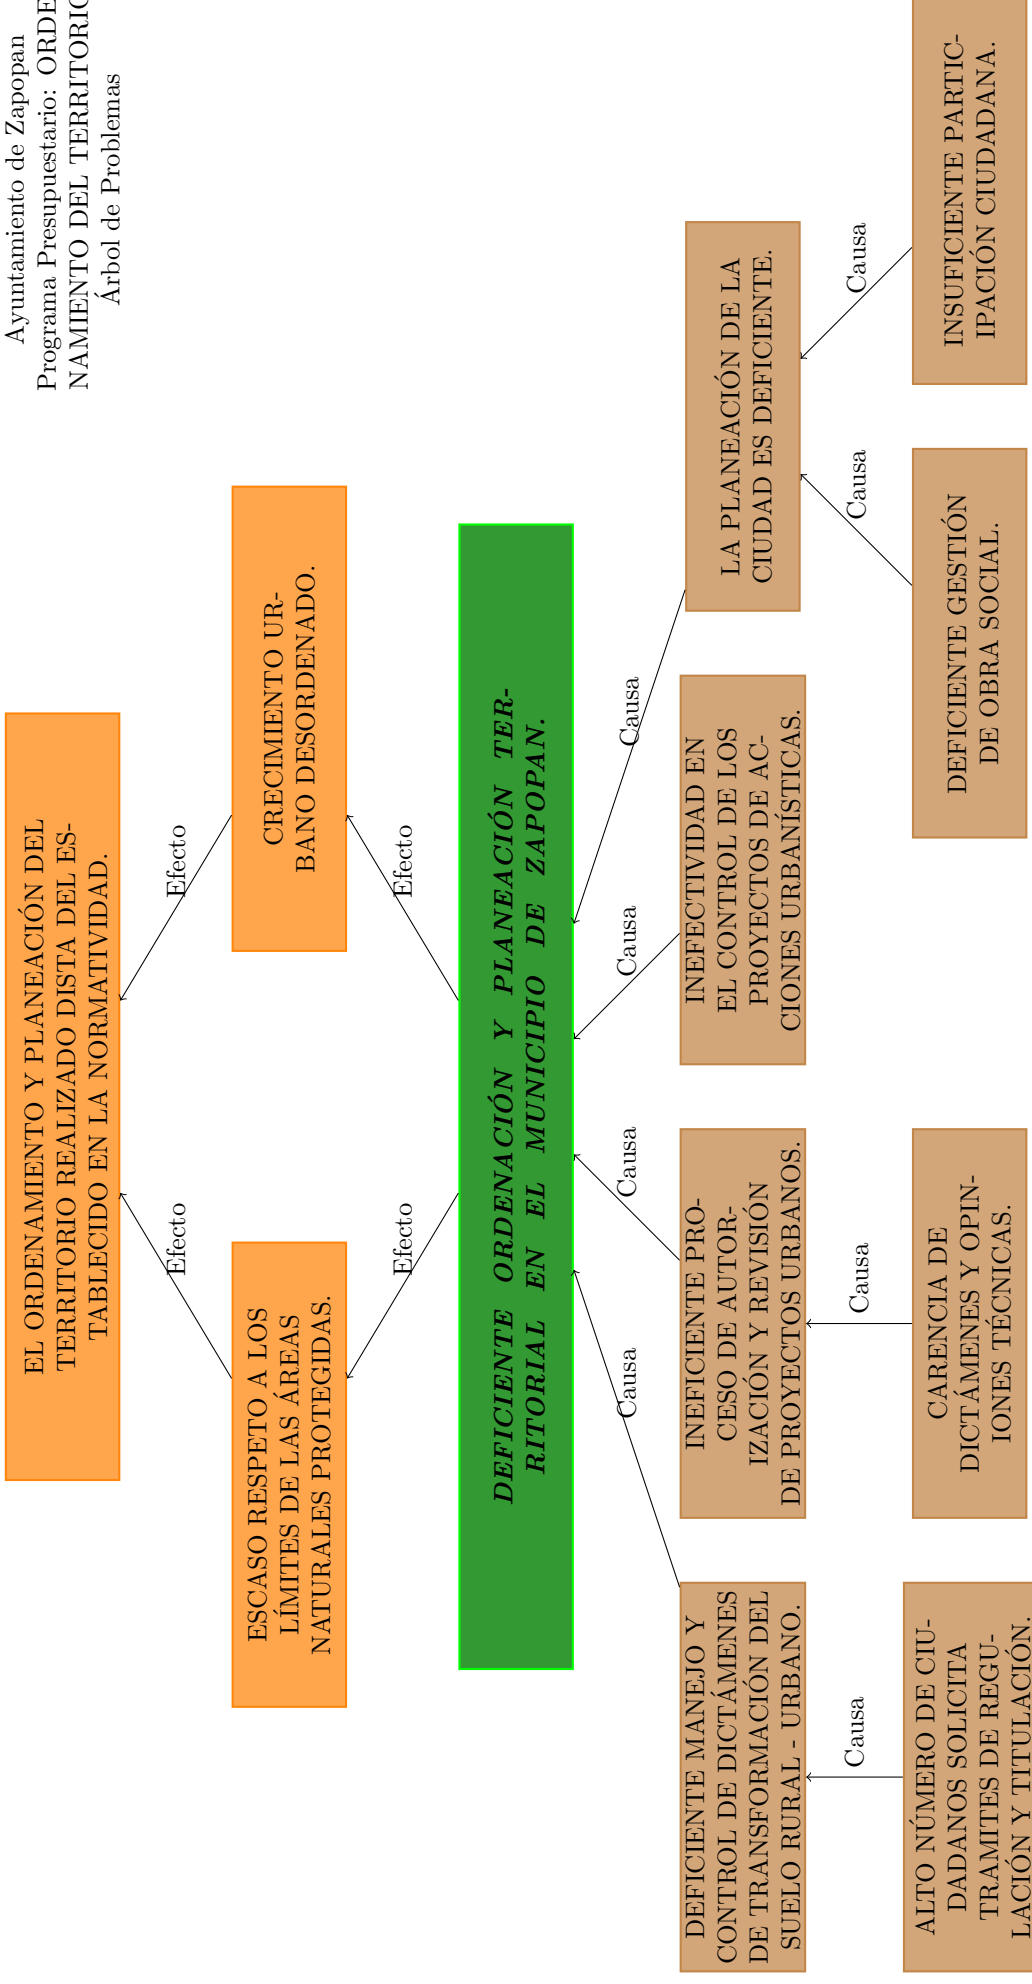 Ayuntamiento de Zapopan
Programa Presupuestario: ORDE
NAMIENTO DEL TERRITORIO
Árbol de Problemas
EL ORDENAMIENTO Y PLANEACIÓN DEL
TERRITORIO REALIZADO DISTA DEL ES-
TABLECIDO EN LA NORMATIVIDAD.
Efecto
Efecto
ESCASO RESPETO A LOS
LÍMITES DE LAS ÁREAS
NATURALES PROTEGIDAS.
CRECIMIENTO UR-
BANO DESORDENADO.
Efecto
Efecto
DEFICIENTE ORDENACIÓN Y PLANEACIÓN TER-
RITORIAL EN EL MUNICIPIO DE ZAPOPAN.
Causa
Causa
Causa
Causa
DEFICIENTE MANEJO Y
CONTROL DE DICTÁMENES
DE TRANSFORMACIÓN DEL
SUELO RURAL - URBANO.
INEFICIENTE PRO-
CESO DE AUTOR-
IZACIÓN Y REVISIÓN
DE PROYECTOS URBANOS.
INEFECTIVIDAD EN
EL CONTROL DE LOS
PROYECTOS DE AC-
CIONES URBANÍSTICAS.
LA PLANEACIÓN DE LA
CIUDAD ES DEFICIENTE.
Causa
Causa
Causa
Causa
ALTO NÚMERO DE CIU-
DADANOS SOLICITA
TRAMITES DE REGU-
LACIÓN Y TITULACIÓN.
CARENCIA DE
DICTÁMENES Y OPIN-
IONES TÉCNICAS.
DEFICIENTE GESTIÓN
DE OBRA SOCIAL.
INSUFICIENTE PARTIC-
IPACIÓN CIUDADANA.